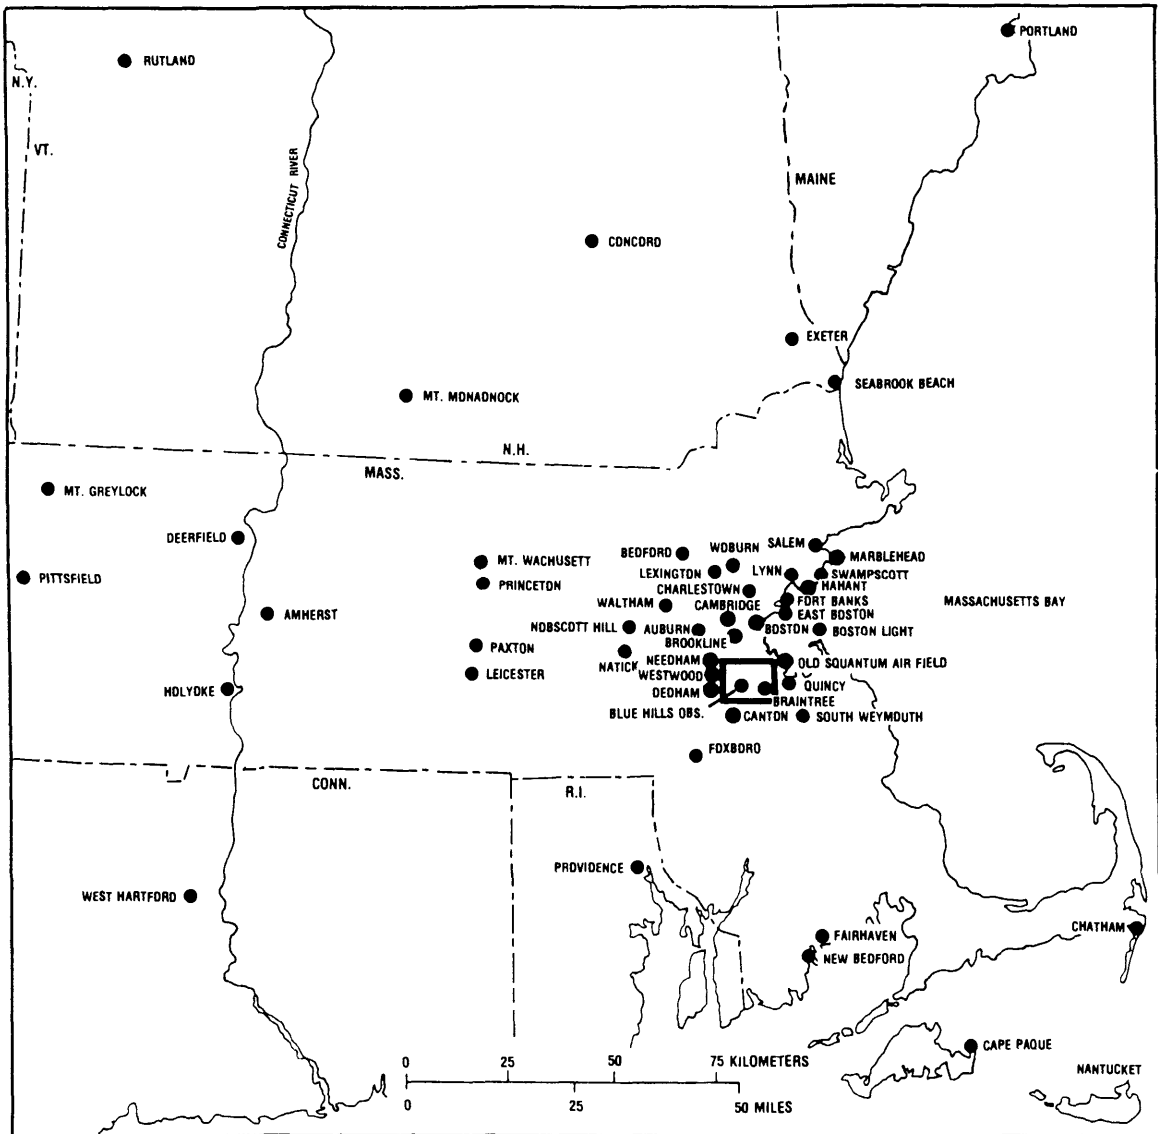 PORTLAND
RUTLAND
N.Y.
VT.
CONNECTICUT RIVER
MAINE
CONCORD
EXETER
SEABROOK BEACH
MT. MONADNOCK
N.H.
MASS.
MT. GREYLOCK
DEERFIELD
PITTSFIELD
AMHERST
HOLYOKE
MT. WACHUSETT
PRINCETON
PAXTON
LEICESTER
BEDFORD
WOBURN
SALEM
MARBLEHEAD
LEXINGTON
LYNN
SWAMPSCOTT
CHARLESTOWN
HAHANT
WALTHAM
CAMBRIDGE
FORT BANKS
MASSACHUSETTS BAY
EAST BOSTON
NOBSCOTT HILL
AUBURN
BOSTON
BOSTON LIGHT
BROOKLINE
NATICK
NEEDHAM
OLD SQUANTUM AIR FIELD
WESTWOOD
QUINCY
DEDHAM
BRAINTREE
BLUE HILLS OBS.
CANTON
SOUTH WEYMOUTH
FOXBORO
CONN.
R.I.
PROVIDENCE
WEST HARTFORD
FAIRHAVEN
NEW BEDFORD
CHATHAM
CAPE PAQUE
NANTUCKET
0 25 50 75 KILOMETERS
0 25 50 MILES